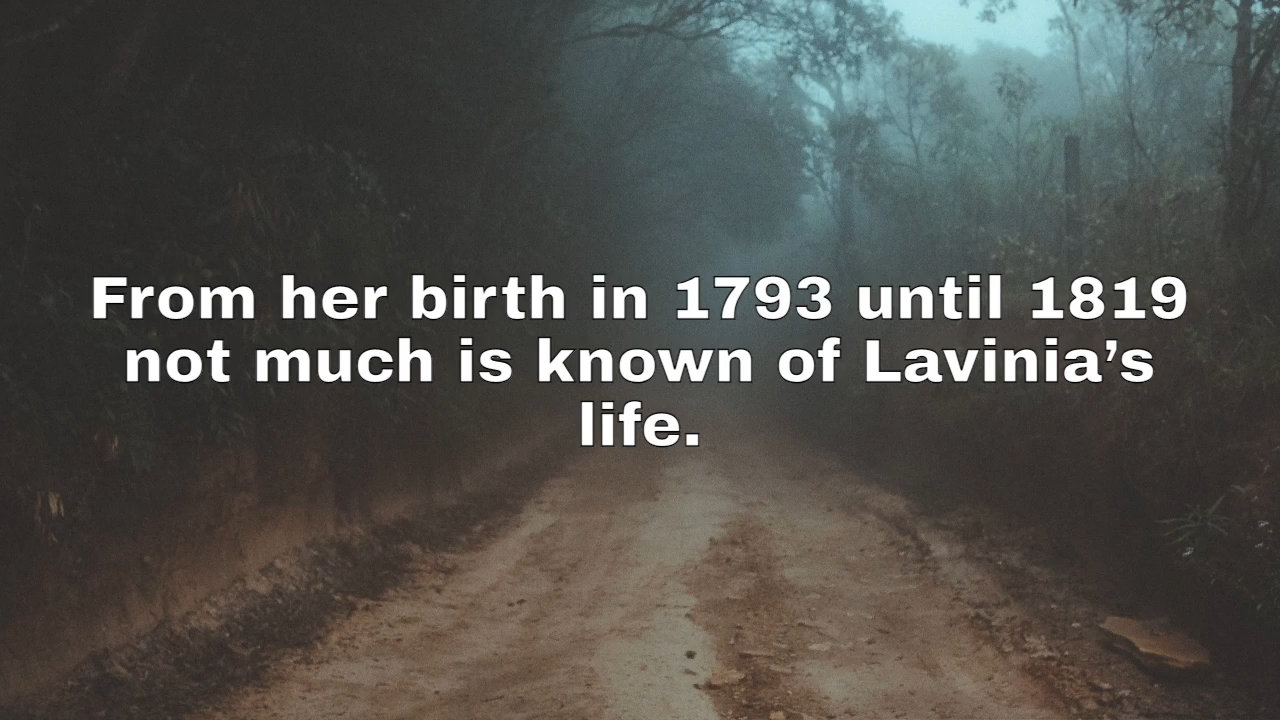 From her birth in 1793 until 1819
not much is known of Lavinia’s
life.